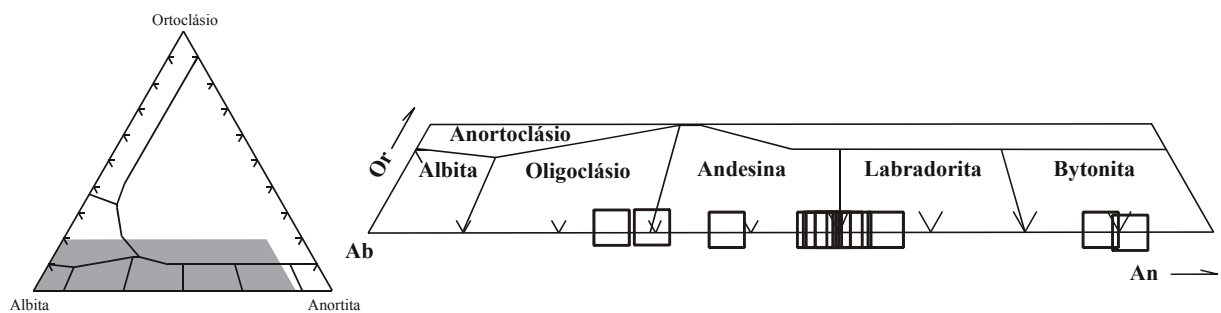 Ortoclásio
Albita
Anortita
Or
Anortoclásio
Albita
Oligoclásio
Andesina
Labradorita
Bytonita
Ab
An